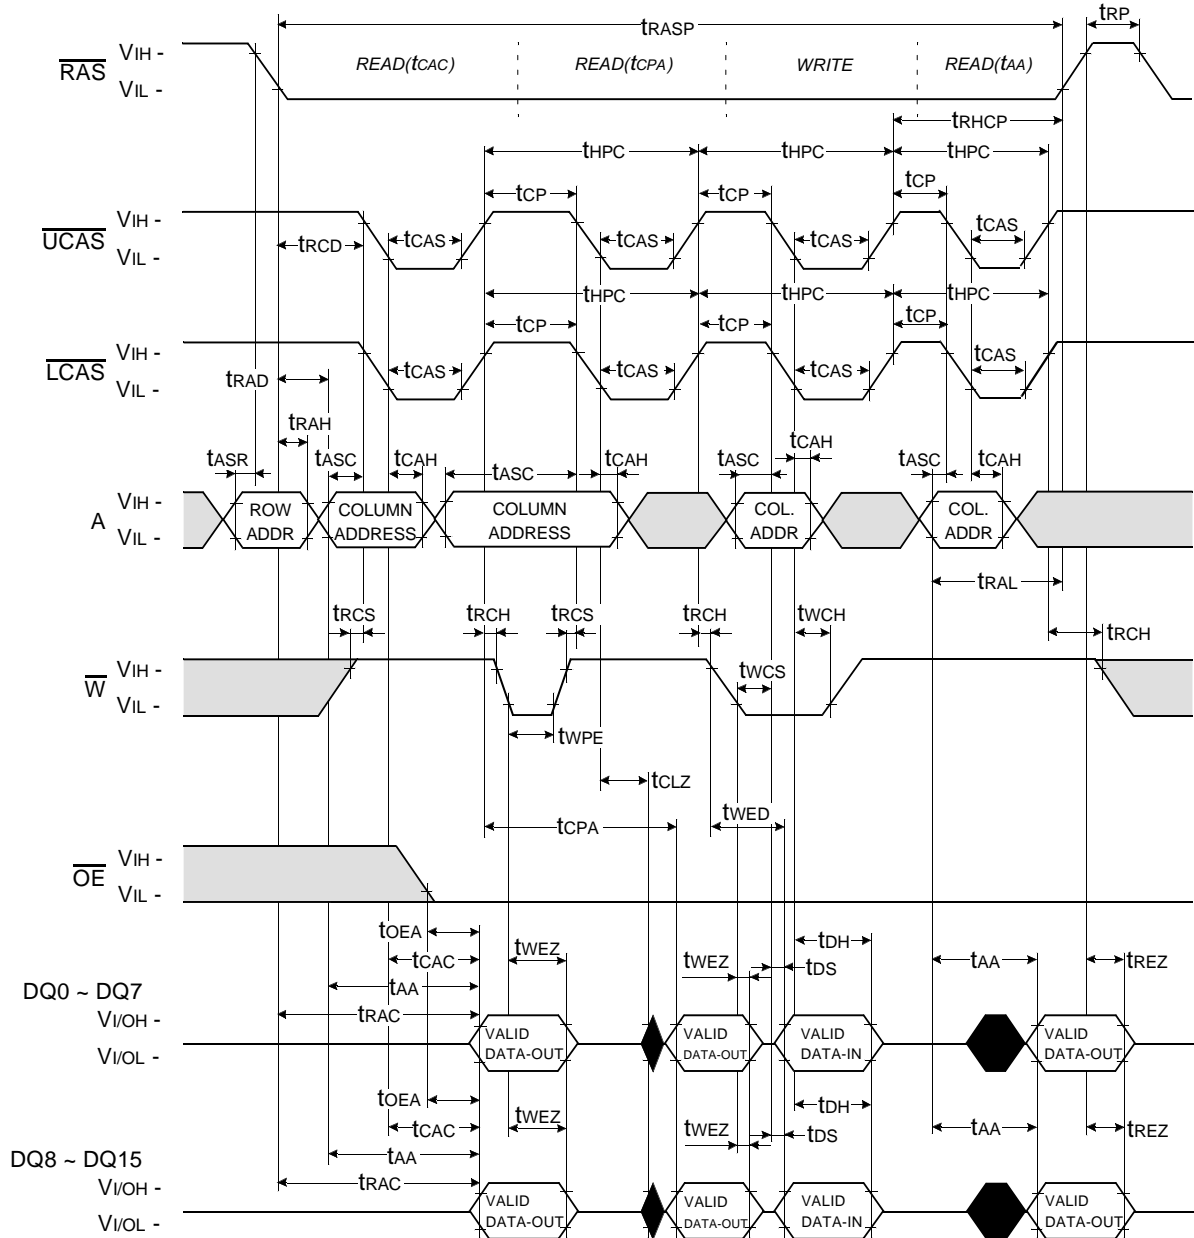 tRP
tRASP
VIH -
RAS
VIL -
READ(tCAC) READ(tCPA) WRITE READ(tAA)
tRHCP
tHPC tHPC tHPC
tCP tCP tCP
VIH -
UCAS
VIL -
tRCD tCAS tCAS tCAS tCAS
tHPC tHPC tHPC
tCP tCP tCP
VIH -
LCAS
VIL -
tRAD tCAS tCAS tCAS tCAS
tRAH
tASR tASC tCAH tASC tCAH tASC tCAH tASC tCAH
VIH -
A
VIL -
ROW ADDR
COLUMN ADDRESS
COLUMN ADDRESS
COL. ADDR
COL. ADDR
tRAL
tRCS tRCH tRCS tRCH tWCH tRCH
VIH -
W
VIL -
tWCS
tWPE
tCLZ
tCPA tWED
VIH -
OE
VIL -
tOEA tWEZ tWEZ tDH
tCAC tDS
tAA tAA tREZ
tRAC
DQ0 ~ DQ7
VI/OH -
VI/OL -
VALID DATA-OUT
VALID DATA-OUT
VALID DATA-IN
VALID DATA-OUT
tOEA tWEZ tWEZ tDH
tCAC tDS
tAA tAA tREZ
tRAC
DQ8 ~ DQ15
VI/OH -
VI/OL -
VALID DATA-OUT
VALID DATA-OUT
VALID DATA-IN
VALID DATA-OUT